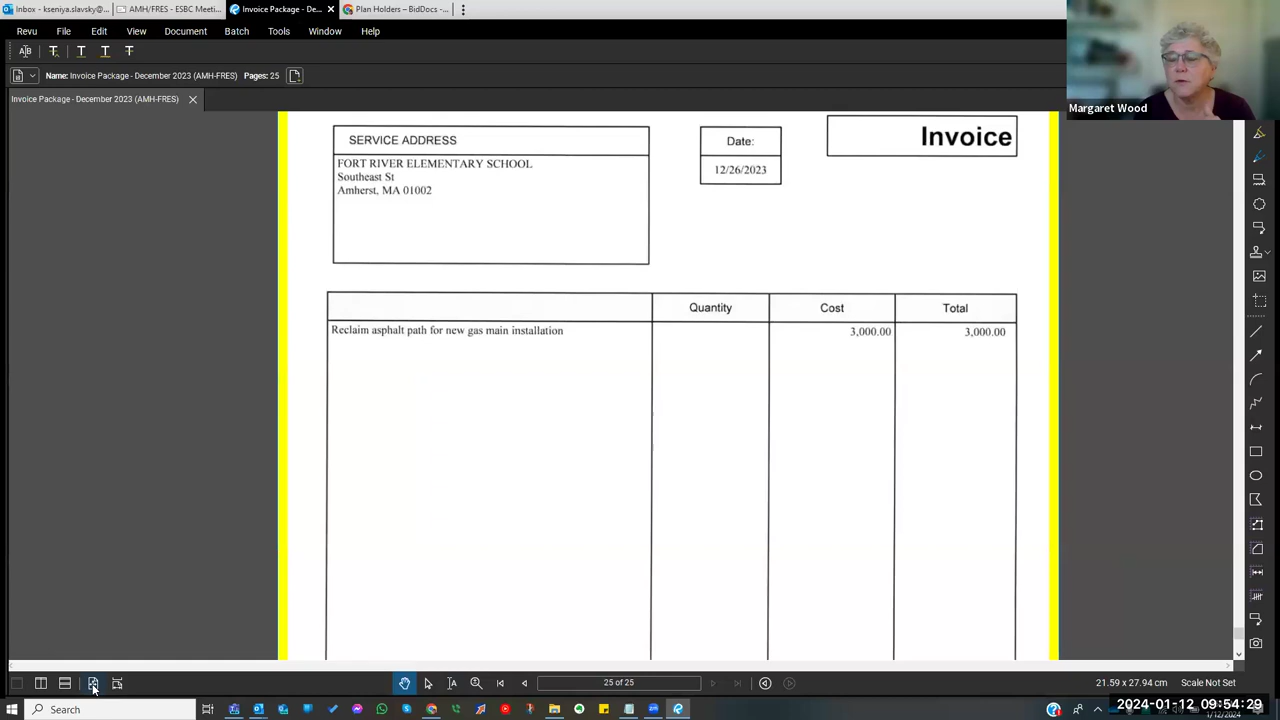 Inbox - kseniya.slavsky@...
AMH/FRES - ESBC Meeti...
Invoice Package - De...
Plan Holders – BidDocs -...
Revu File Edit View Document Batch Tools Window Help
Name: Invoice Package - December 2023 (AMH-FRES) Pages: 25
Invoice Package - December 2023 (AMH-FRES)
Margaret Wood
SERVICE ADDRESS
FORT RIVER ELEMENTARY SCHOOL
Southeast St
Amherst, MA 01002
Date:
12/26/2023
Invoice
Quantity Cost Total
Reclaim asphalt path for new gas main installation 3,000.00 3,000.00
25 of 25
21.59 x 27.94 cm Scale Not Set
Search
2024-01-12 09:54:29
1/12/2024